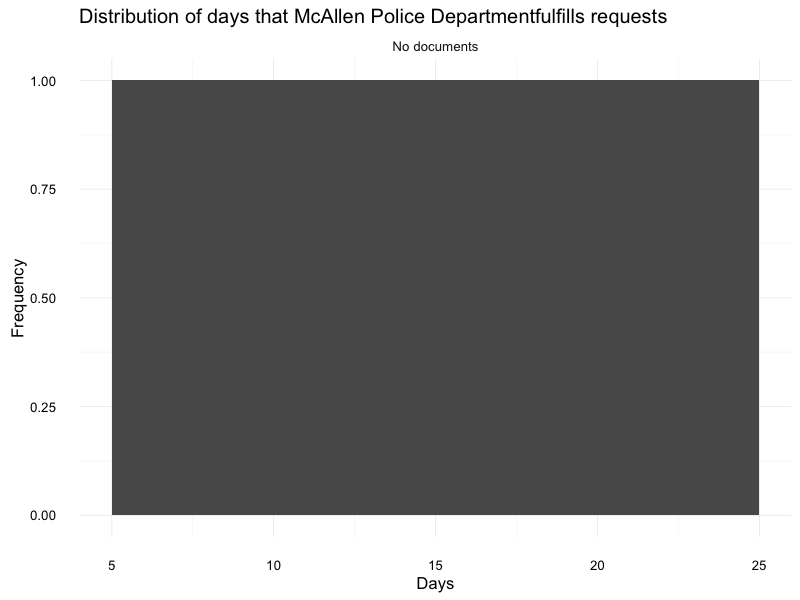 Distribution of days that McAllen Police Departmentfulfills requests
No documents
1.00
0.75
0.50
0.25
0.00
Frequency
5 10 15 20 25
Days